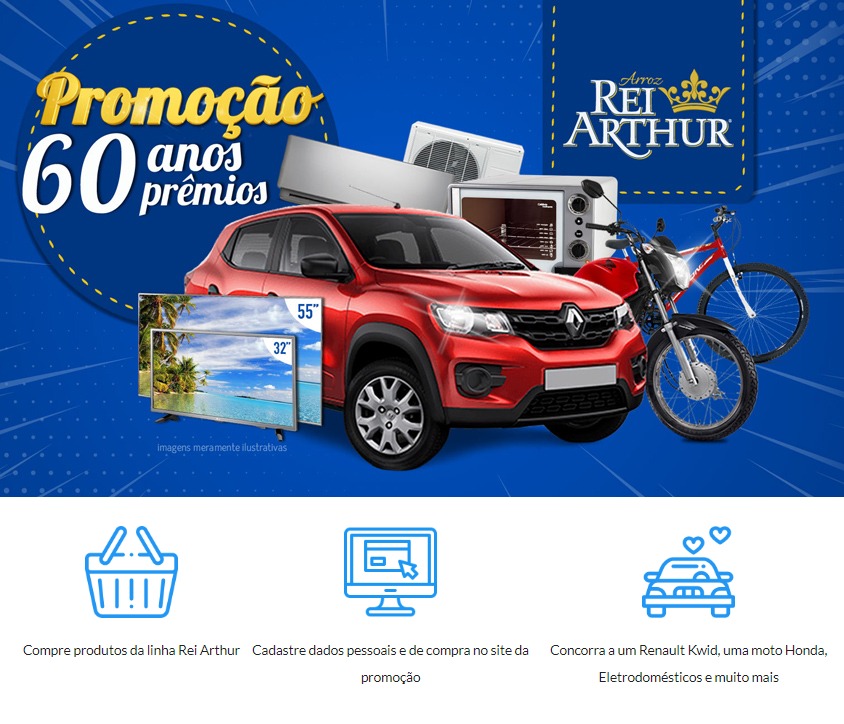 Promoção
60 anos
prêmios
Arroz
REI
ARTHUR
55”
32”
imagens meramente ilustrativas
Compre produtos da linha Rei Arthur
Cadastre dados pessoais e de compra no site da
promoção
Concorra a um Renault Kwid, uma moto Honda,
Eletrodomésticos e muito mais